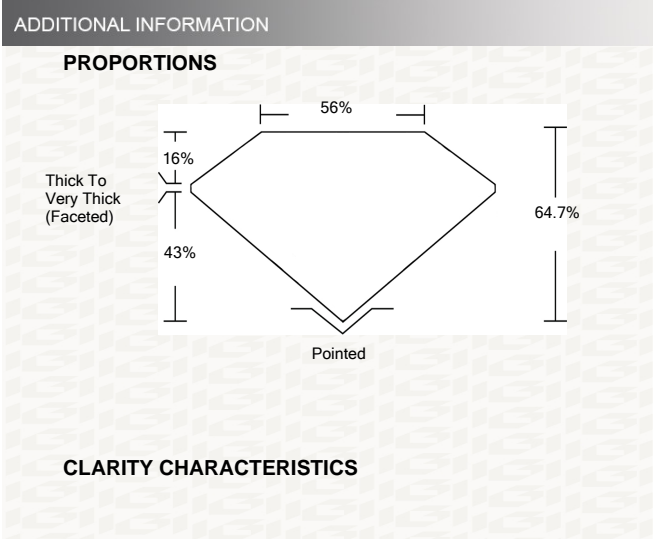 ADDITIONAL INFORMATION
PROPORTIONS
56%
16%
Thick To
Very Thick
(Faceted)
64.7%
43%
Pointed
CLARITY CHARACTERISTICS